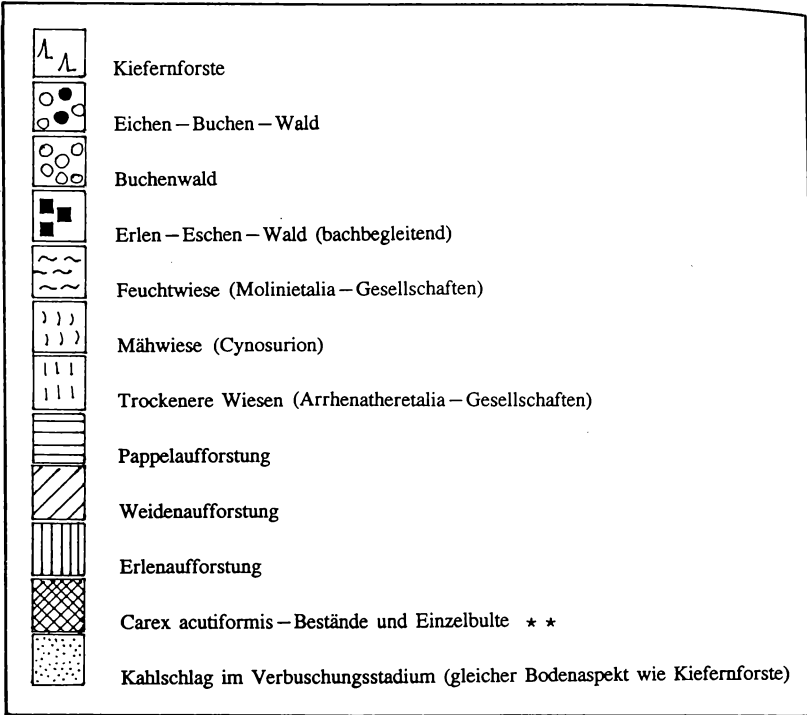 Kiefernforste
Eichen – Buchen – Wald
Buchenwald
Erlen – Eschen – Wald (bachbegleitend)
Feuchtwiese (Molinietalia – Gesellschaften)
Mähwiese (Cynosurion)
Trockenere Wiesen (Arrhenatheretalia – Gesellschaften)
Pappelaufforstung
Weidenaufforstung
Erlenaufforstung
Carex acutiformis – Bestände und Einzelbulte ★ ★
Kahlschlag im Verbuschungsstadium (gleicher Bodenaspekt wie Kiefernforste)